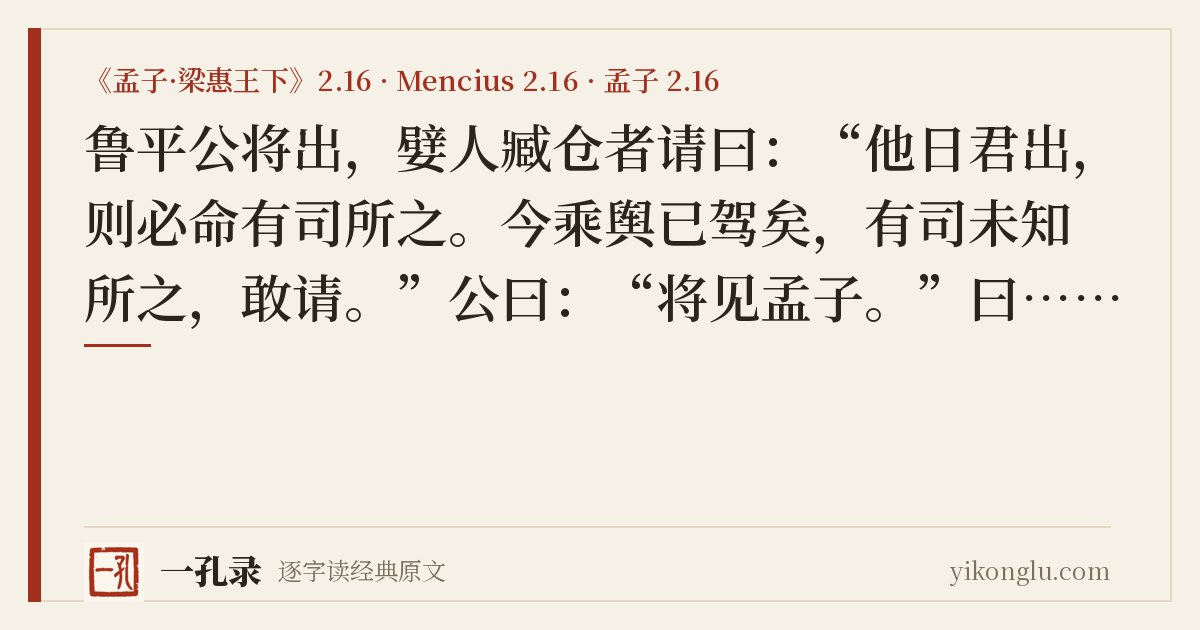 《孟子·梁惠王下》2.16 · Mencius 2.16 · 孟子 2.16
鲁平公将出，嬖人臧仓者请曰：“他日君出，
则必命有司所之。今乘舆已驾矣，有司未知
所之，敢请。”公曰：“将见孟子。”曰……
一孔
一孔录 逐字读经典原文 yikonglu.com